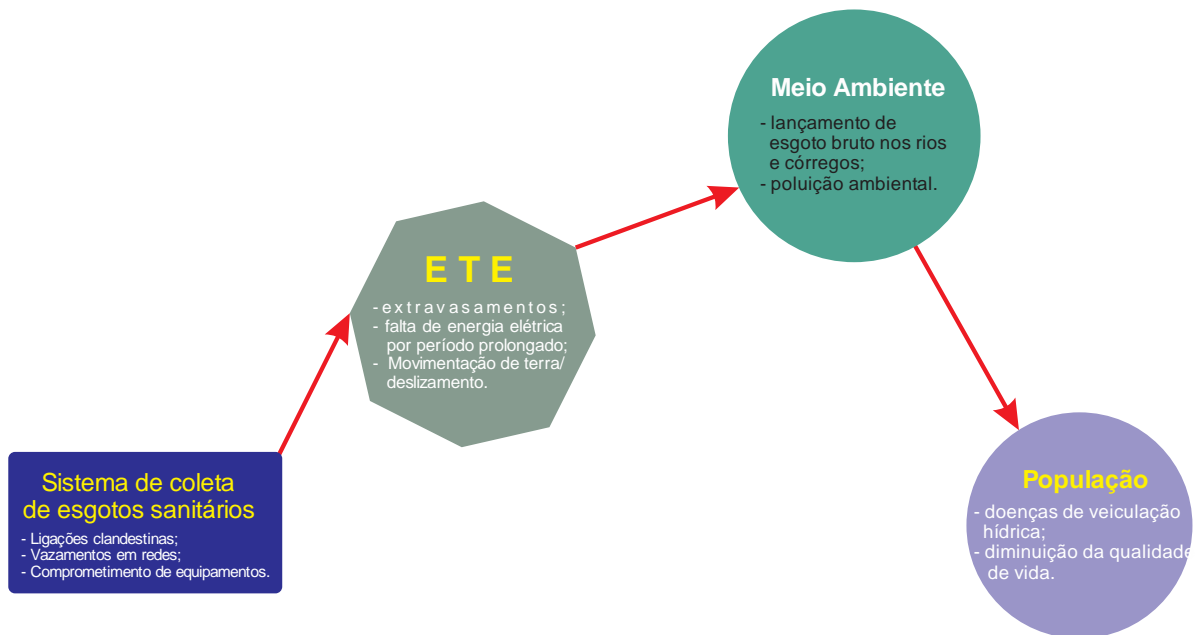 Meio Ambiente
- lançamento de
esgoto bruto nos rios
e córregos;
- poluição ambiental.
E T E
- extravasamentos;
- falta de energia elétrica
por período prolongado;
- Movimentação de terra/
deslizamento.
Sistema de coleta
de esgotos sanitários
- Ligações clandestinas;
- Vazamentos em redes;
- Comprometimento de equipamentos.
População
- doenças de veiculação
hídrica;
- diminuição da qualidade
de vida.